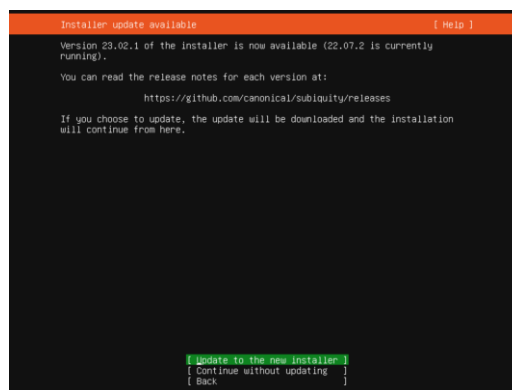 Installer update available [ Help ]
Version 23.02.1 of the installer is now available (22.07.2 is currently
running).
You can read the release notes for each version at:
https://github.com/canonical/subiquity/releases
If you choose to update, the update will be downloaded and the installation
will continue from here.
[ Update to the new installer ]
[ Continue without updating ]
[ Back ]